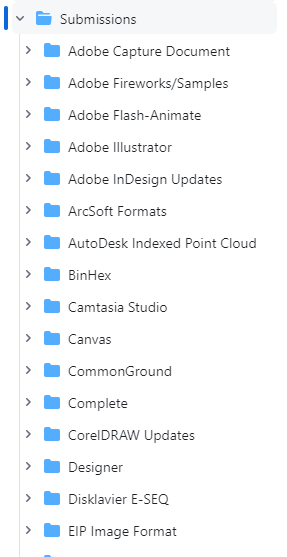 Submissions
Adobe Capture Document
Adobe Fireworks/Samples
Adobe Flash-Animate
Adobe Illustrator
Adobe InDesign Updates
ArcSoft Formats
AutoDesk Indexed Point Cloud
BinHex
Camtasia Studio
Canvas
CommonGround
Complete
CorelDRAW Updates
Designer
Disklavier E-SEQ
EIP Image Format